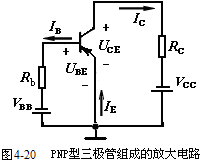 I_B
I_C
+
U_CE
R_b
+
U_BE
R_C
−
−
V_BB
I_E
V_CC
图4-20 PNP型三极管组成的放大电路